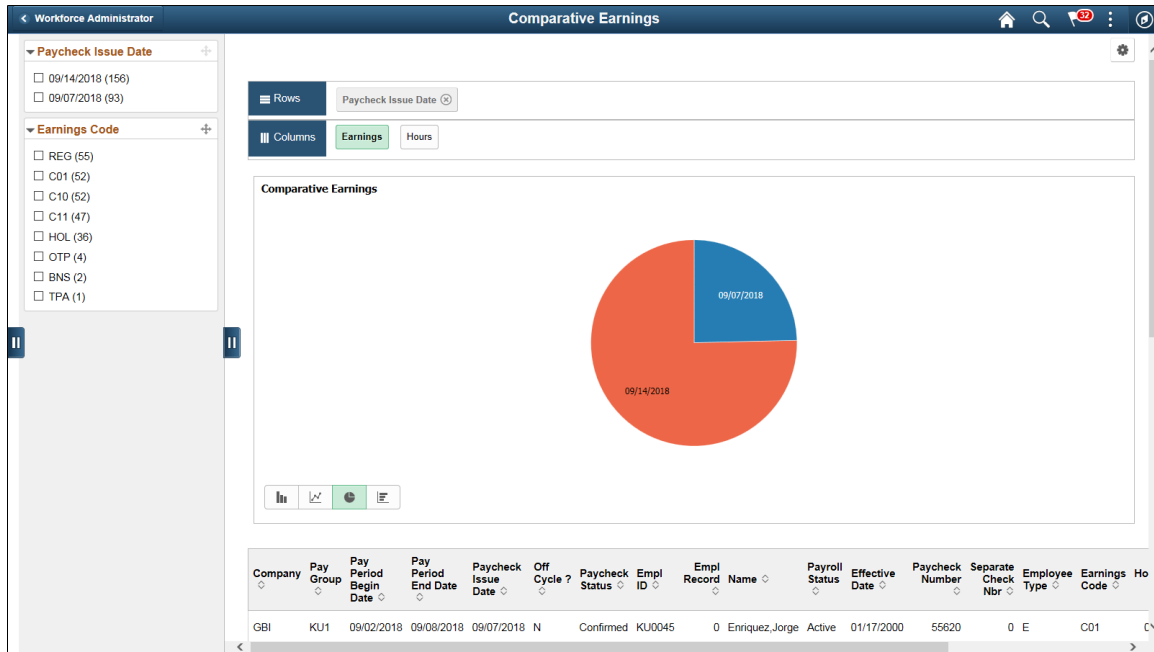 Workforce Administrator
Comparative Earnings
32
Paycheck Issue Date
09/14/2018 (156)
09/07/2018 (93)
Earnings Code
REG (55)
C01 (52)
C10 (52)
C11 (47)
HOL (36)
OTP (4)
BNS (2)
TPA (1)
Rows
Paycheck Issue Date
Columns
Earnings Hours
Comparative Earnings
09/07/2018
09/14/2018
Company
Pay Group
Pay Period Begin Date
Pay Period End Date
Paycheck Issue Date
Off Cycle ?
Paycheck Status
Empl ID
Empl Record
Name
Payroll Status
Effective Date
Paycheck Number
Separate Check Nbr
Employee Type
Earnings Code
Ho
GBI KU1 09/02/2018 09/08/2018 09/07/2018 N Confirmed KU0045 0 Enriquez,Jorge Active 01/17/2000 55620 0 E C01